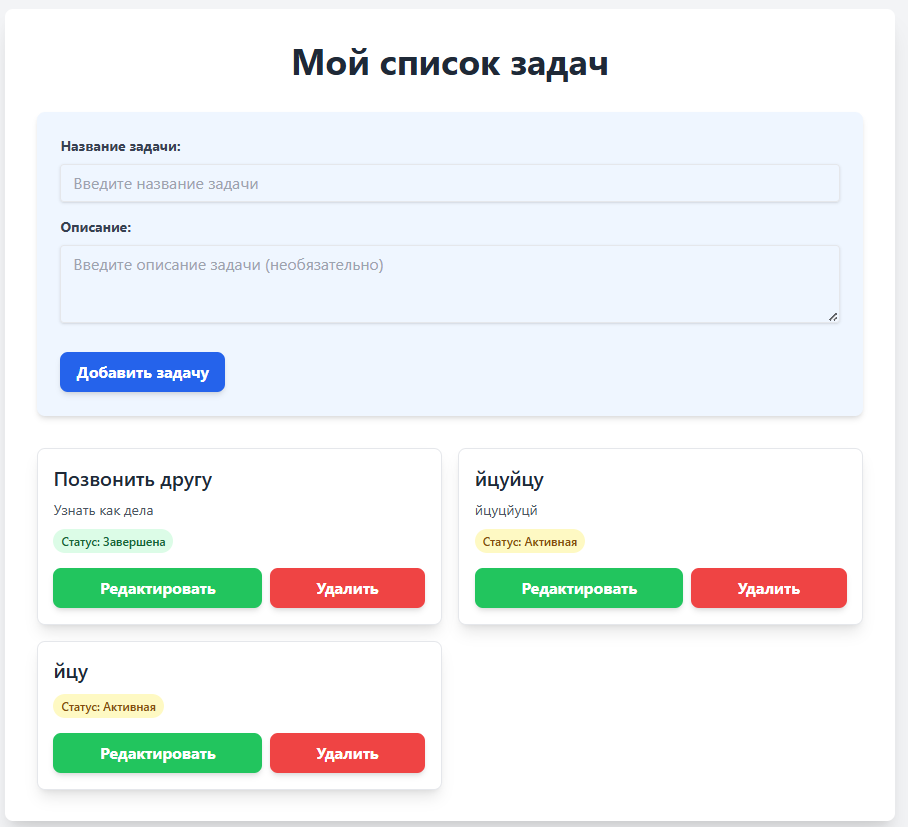 Мой список задач
Название задачи:
Введите название задачи
Описание:
Введите описание задачи (необязательно)
Добавить задачу
Позвонить другу
Узнать как дела
Статус: Завершена
Редактировать Удалить
йцуйцу
йцуцйуцй
Статус: Активная
Редактировать Удалить
йцу
Статус: Активная
Редактировать Удалить